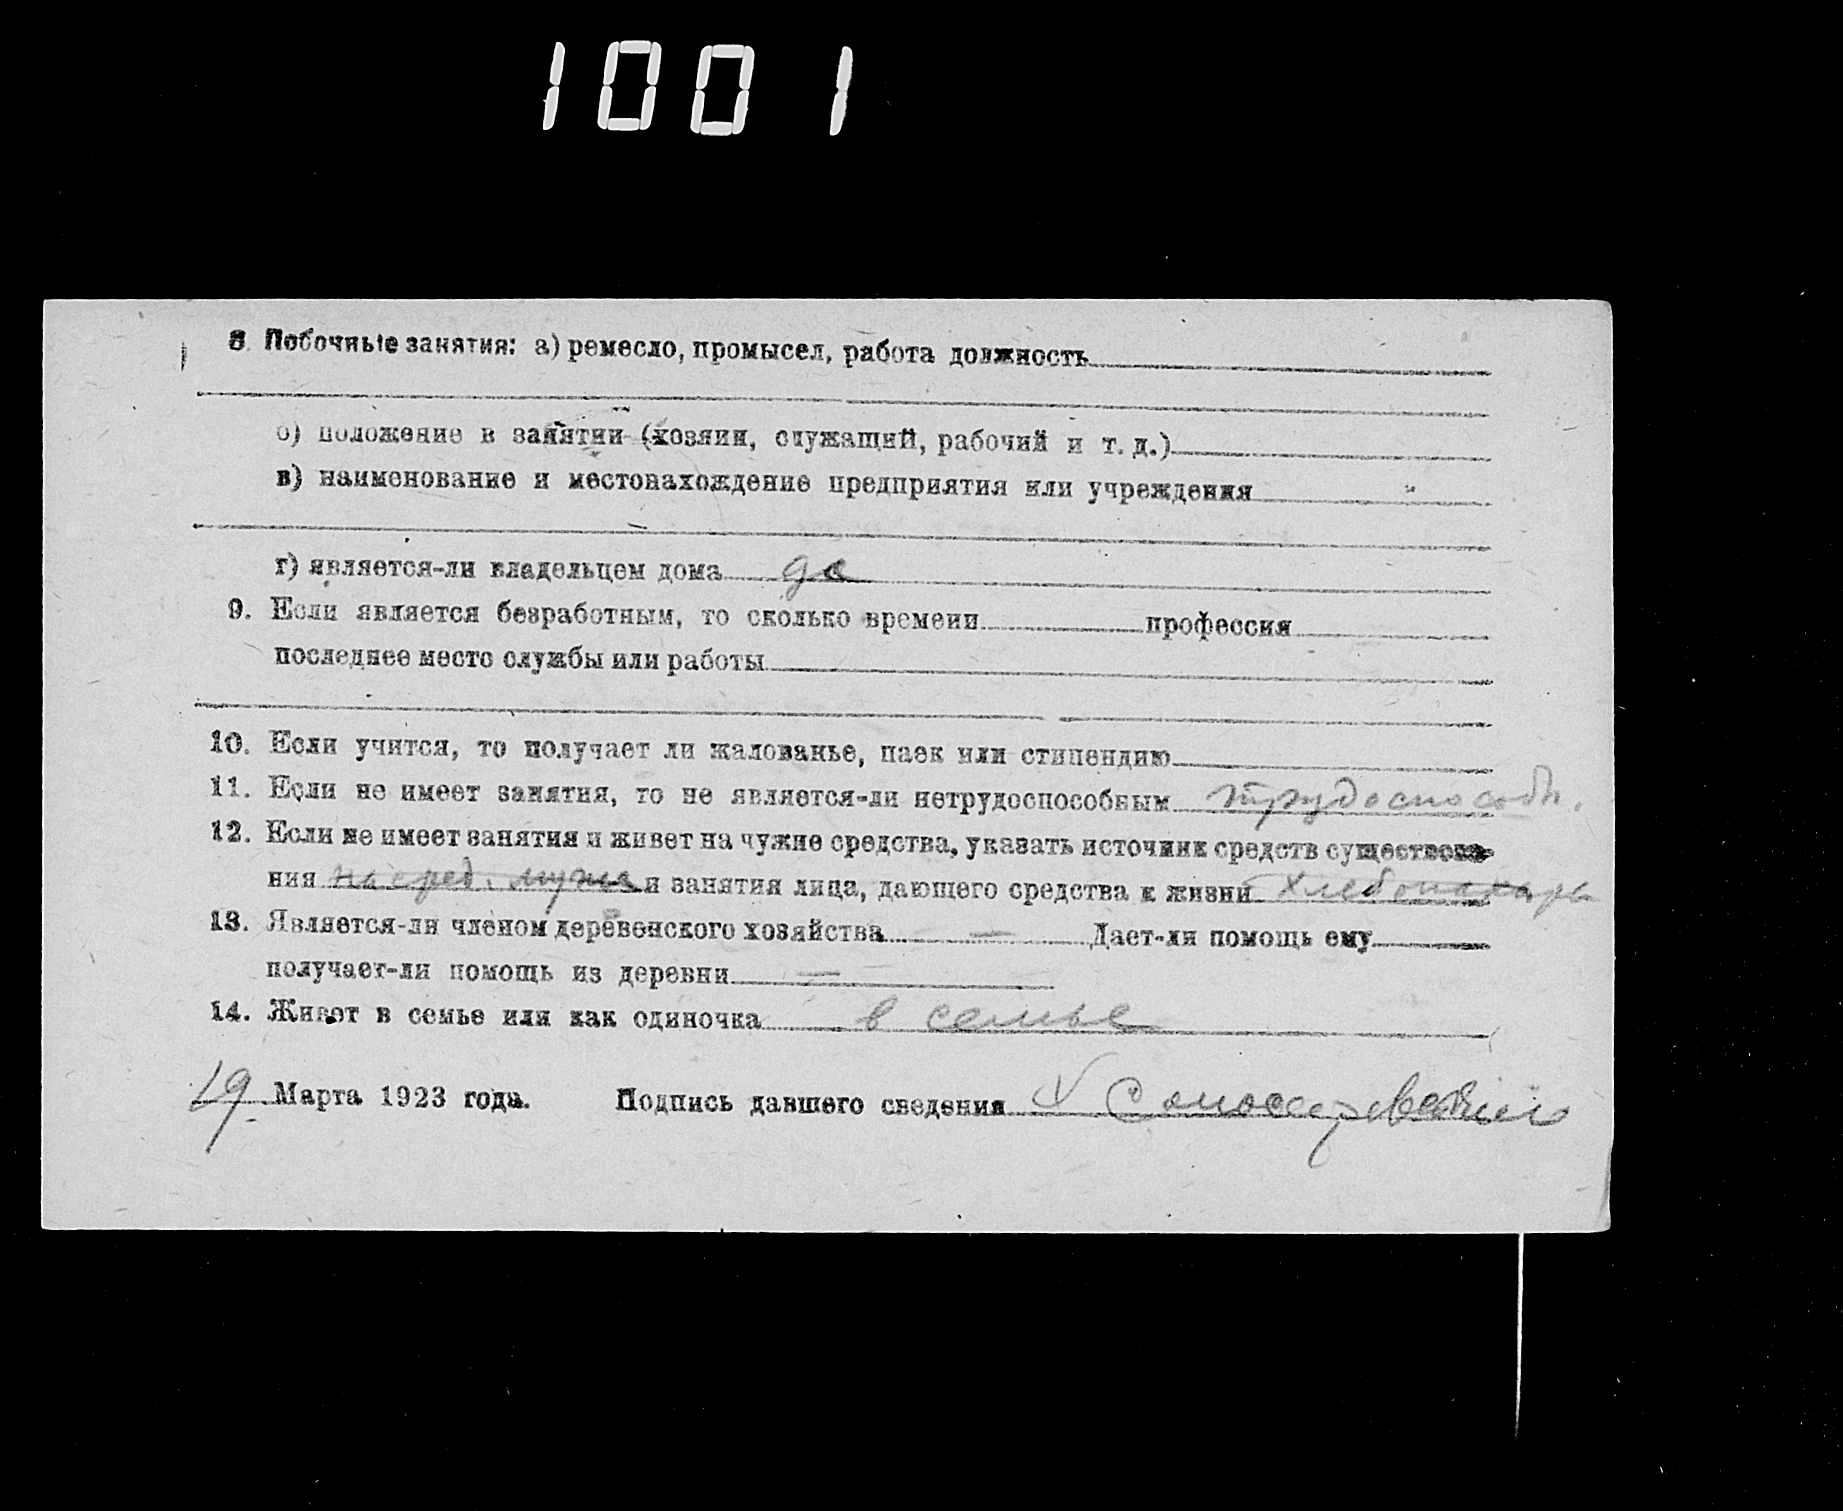 1001
8. Побочные занятия: а) ремесло, промысел, работа должность
б) положение в занятии (хозяин, служащий, рабочий и т. д.)
в) наименование и местонахождение предприятия или учреждения
г) является-ли владельцем дома да
9. Если является безработным, то сколько времени профессия
последнее место службы или работы
10. Если учится, то получает ли жалованье, паек или стипендию
11. Если не имеет занятия, то не является-ли нетрудоспособным трудоспособн.
12. Если не имеет занятия и живет на чужие средства, указать источник средств существова-
ния на сред. мужа и занятия лица, дающего средства к жизни хлебопекарь
13. Является-ли членом деревенского хозяйства — Дает-ли помощь ему
получает-ли помощь из деревни —
14. Живет в семье или как одиночка в семье
19 Марта 1923 года. Подпись давшего сведения